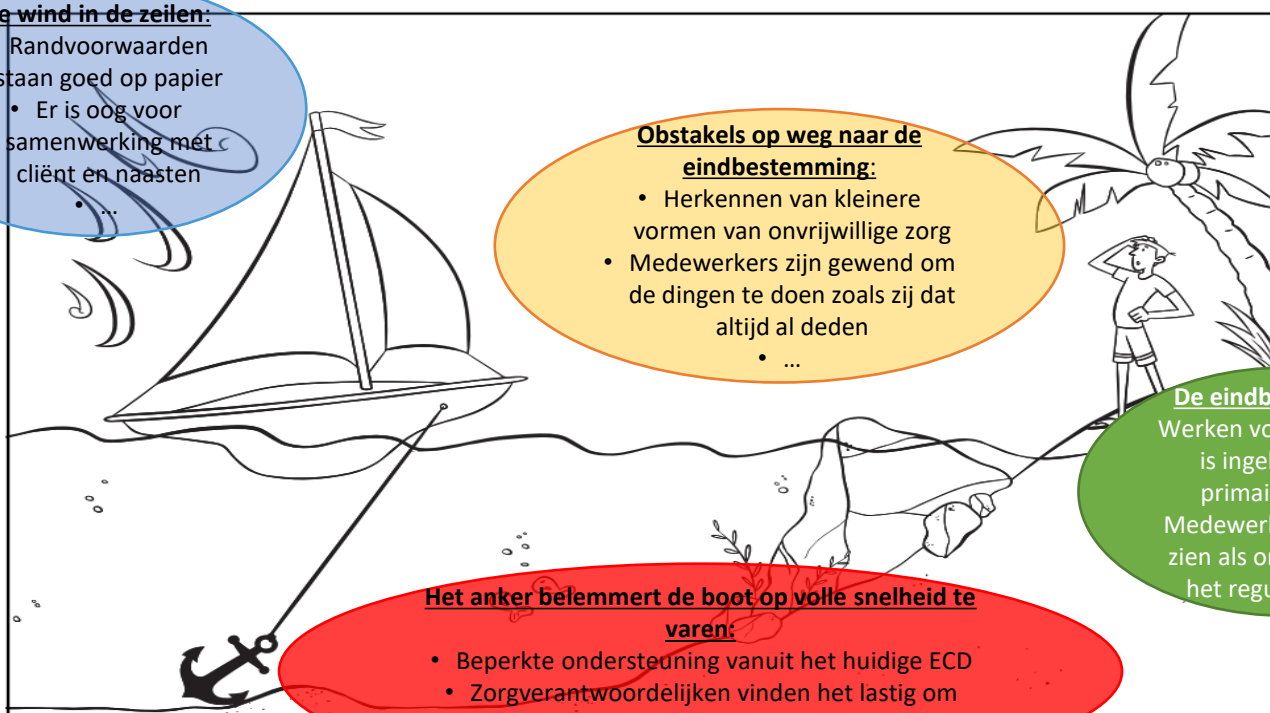 e wind in de zeilen:
Randvoorwaarden
staan goed op papier
• Er is oog voor
samenwerking met
cliënt en naasten
• …
Obstakels op weg naar de
eindbestemming:
• Herkennen van kleinere
vormen van onvrijwillige zorg
• Medewerkers zijn gewend om
de dingen te doen zoals zij dat
altijd al deden
• …
De eindb
Werken vo
is inge
primai
Medewerk
zien als o
het regu
Het anker belemmert de boot op volle snelheid te
varen:
• Beperkte ondersteuning vanuit het huidige ECD
• Zorgverantwoordelijken vinden het lastig om